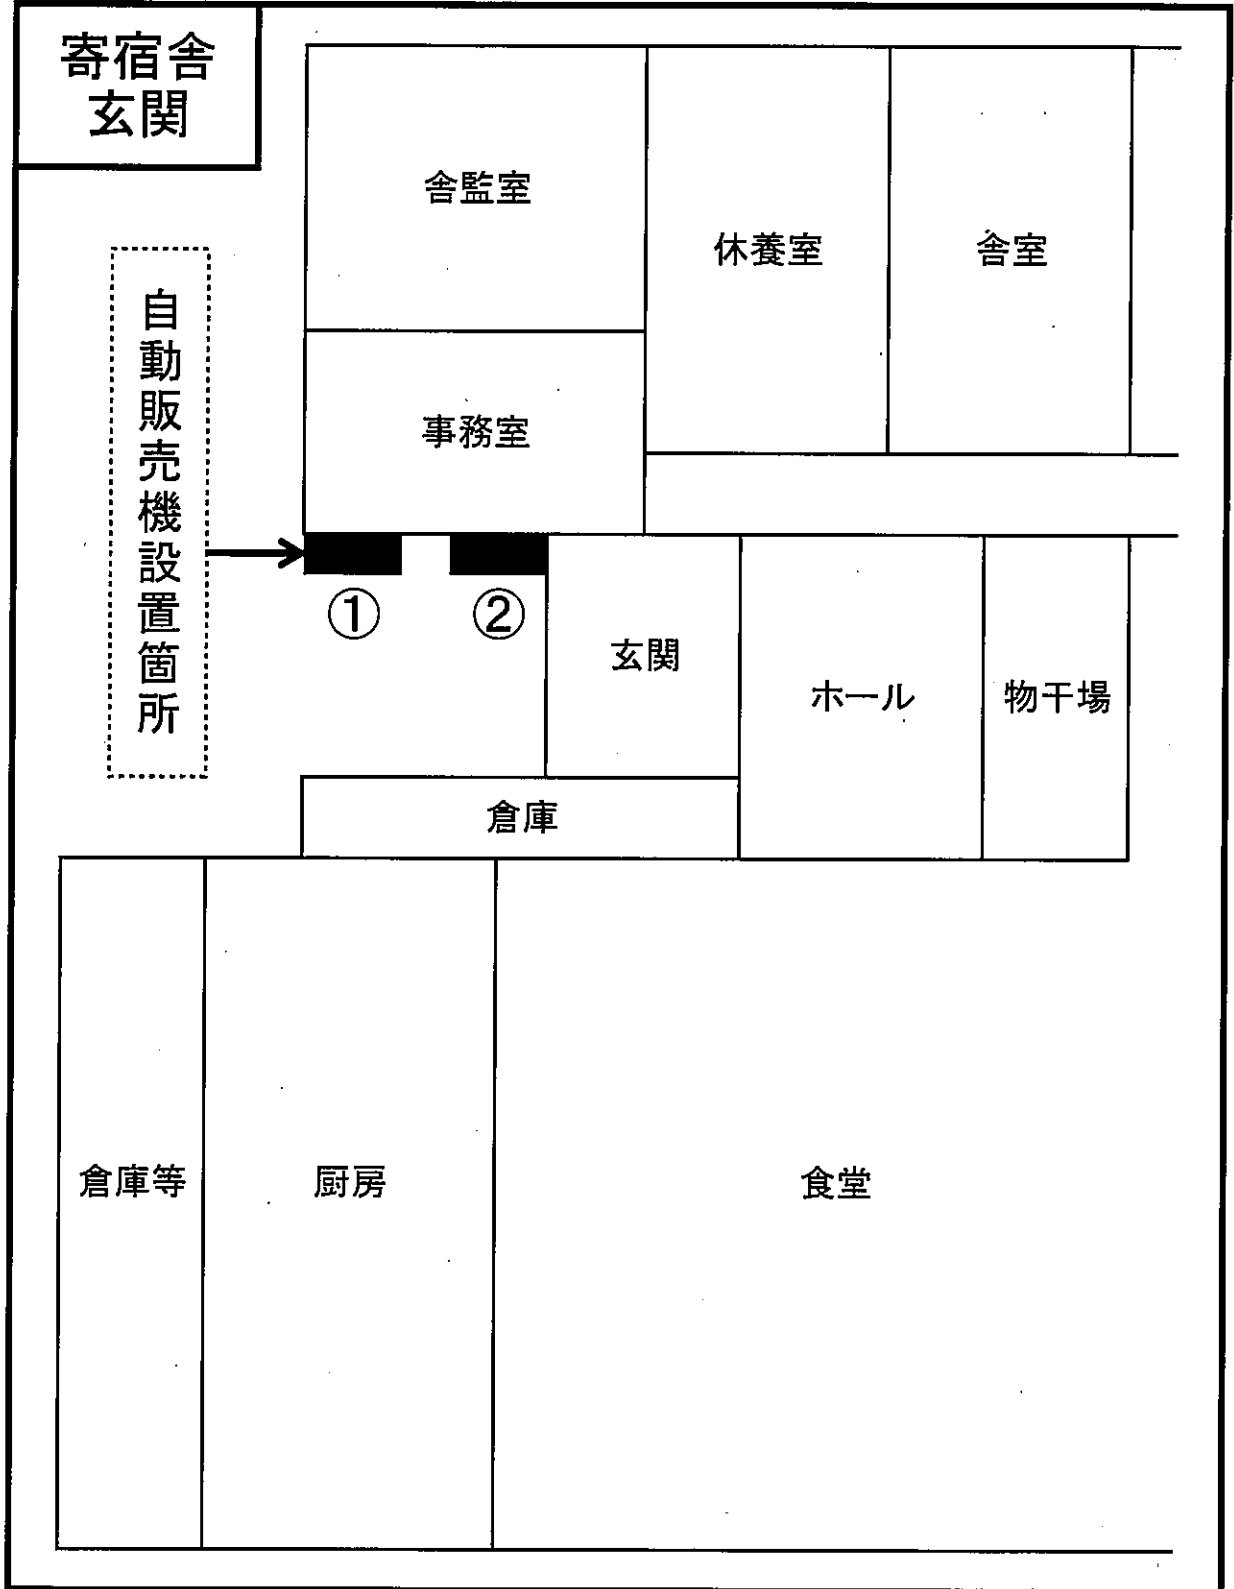 寄宿舎
玄関
舎監室
休養室
舎室
自動販売機設置箇所
事務室
①
②
玄関
ホール
物干場
倉庫
倉庫等
厨房
食堂